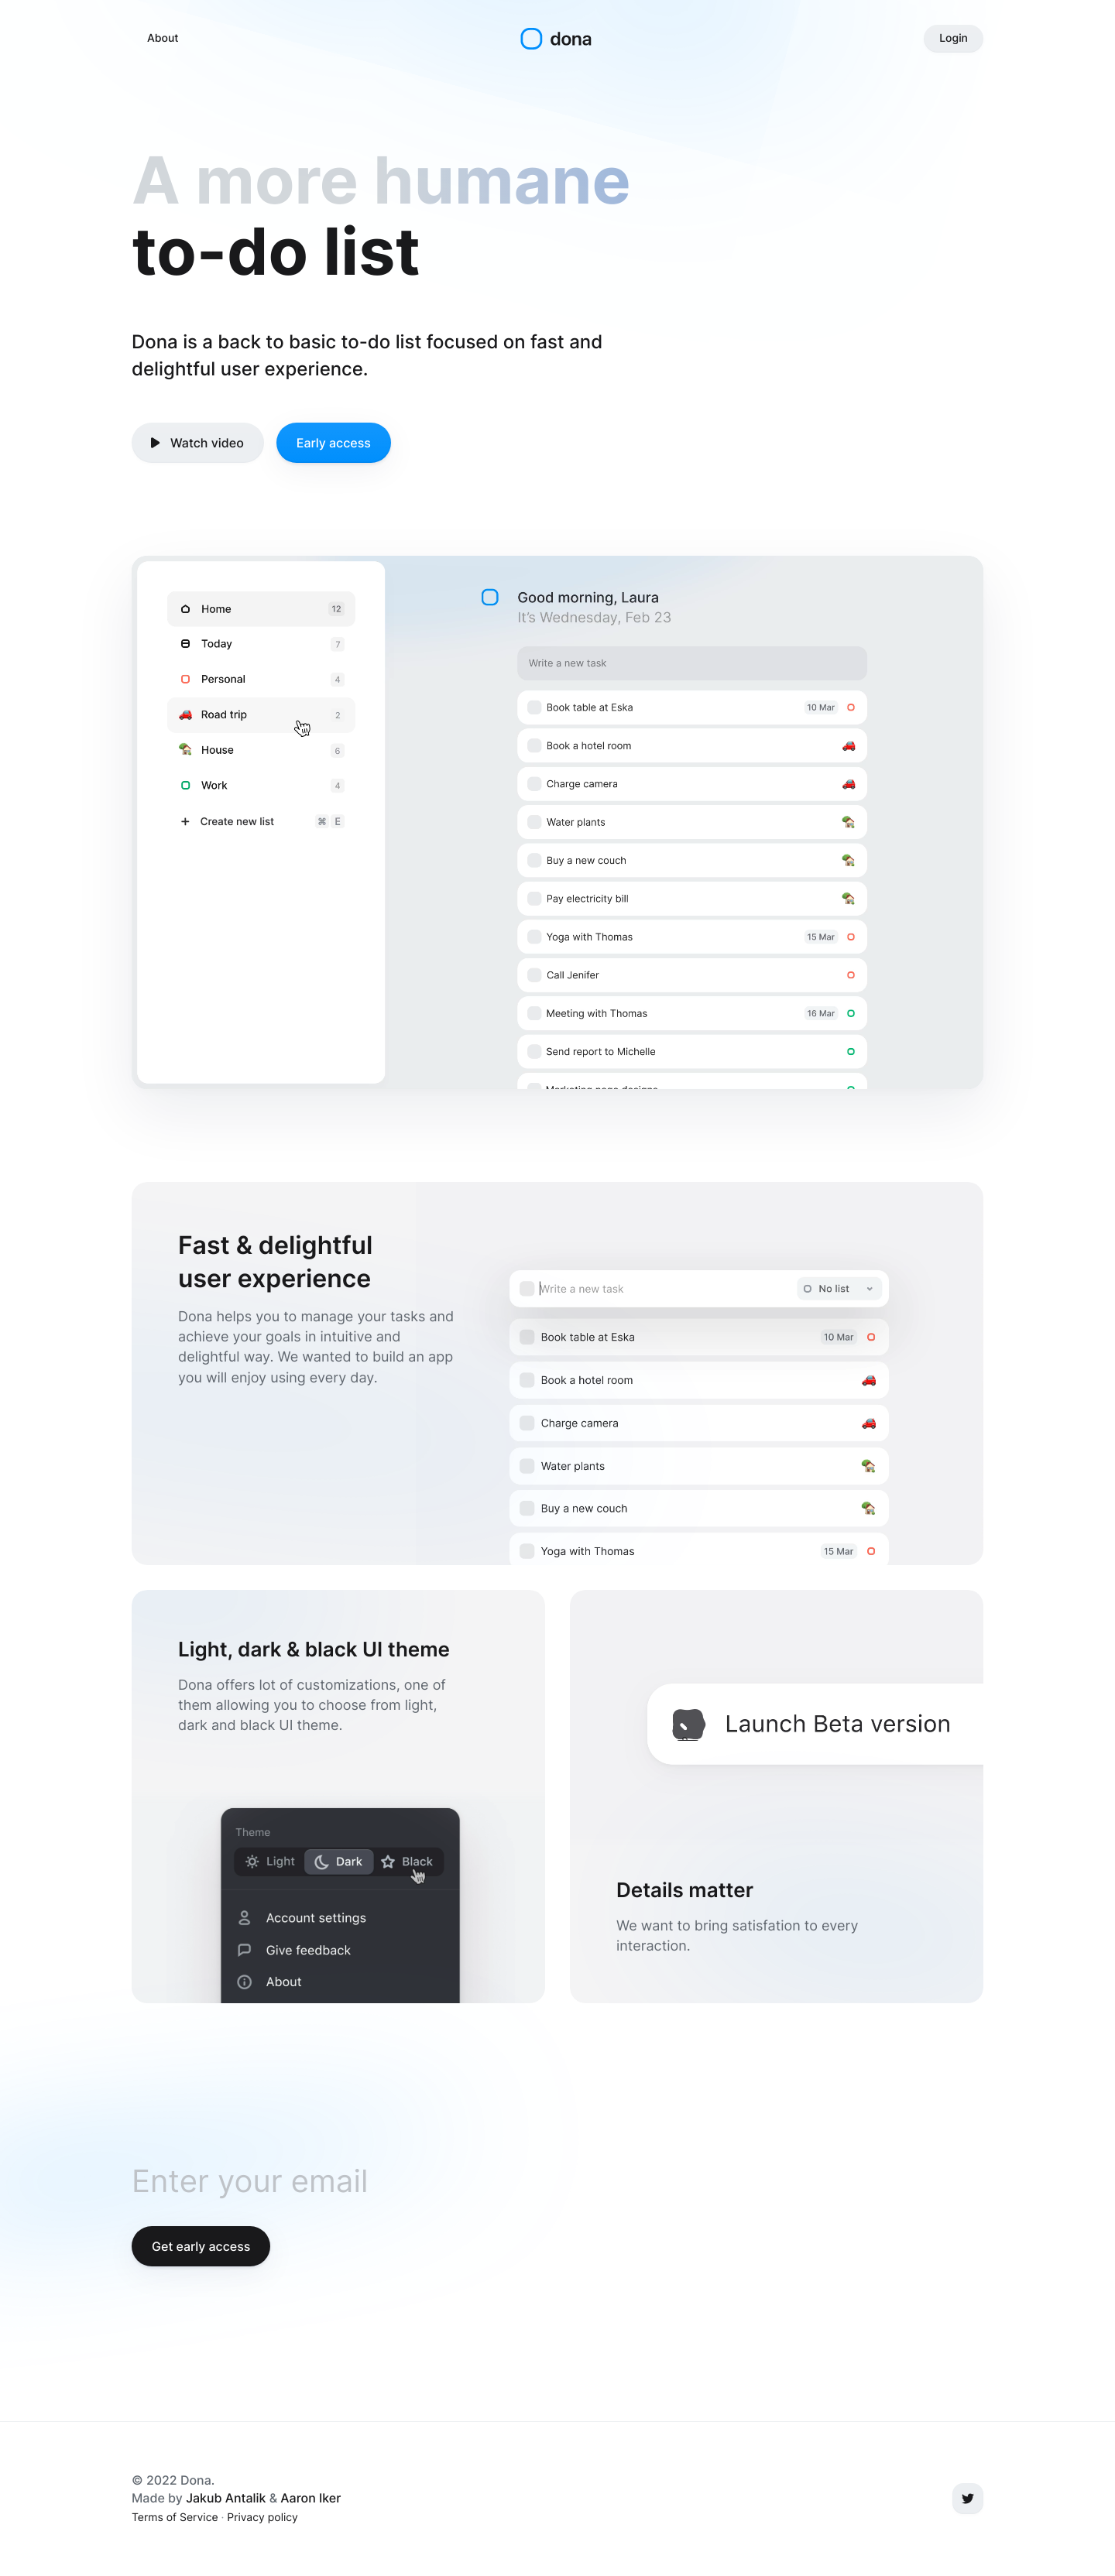 About
dona
Login
A more humane
to-do list
Dona is a back to basic to-do list focused on fast and
delightful user experience.
Watch video
Early access
Home 12
Today 7
Personal 4
Road trip 2
House 6
Work 4
Create new list ⌘ E
Good morning, Laura
It's Wednesday, Feb 23
Write a new task
Book table at Eska 10 Mar
Book a hotel room
Charge camera
Water plants
Buy a new couch
Pay electricity bill
Yoga with Thomas 15 Mar
Call Jenifer
Meeting with Thomas 16 Mar
Send report to Michelle
Fast & delightful
user experience
Dona helps you to manage your tasks and
achieve your goals in intuitive and
delightful way. We wanted to build an app
you will enjoy using every day.
Write a new task No list
Book table at Eska 10 Mar
Book a hotel room
Charge camera
Water plants
Buy a new couch
Yoga with Thomas 15 Mar
Light, dark & black UI theme
Dona offers lot of customizations, one of
them allowing you to choose from light,
dark and black UI theme.
Theme
Light Dark Black
Account settings
Give feedback
About
Launch Beta version
Details matter
We want to bring satisfation to every
interaction.
Enter your email
Get early access
© 2022 Dona.
Made by Jakub Antalik & Aaron Iker
Terms of Service · Privacy policy